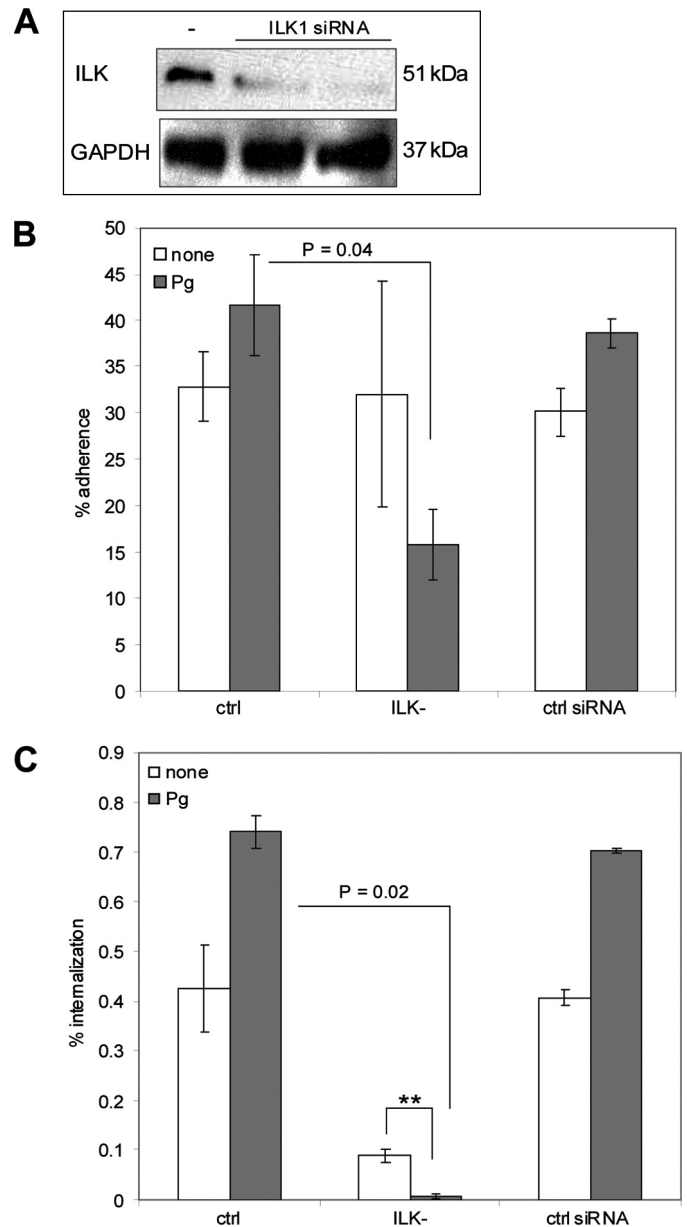 A
- ILK1 siRNA
ILK 51 kDa
GAPDH 37 kDa
B
50
45
40
35
30
25
20
15
10
5
0
% adherence
none
Pg
P = 0.04
ctrl ILK- ctrl siRNA
C
0.9
0.8
0.7
0.6
0.5
0.4
0.3
0.2
0.1
0
% internalization
none
Pg
P = 0.02
**
ctrl ILK- ctrl siRNA